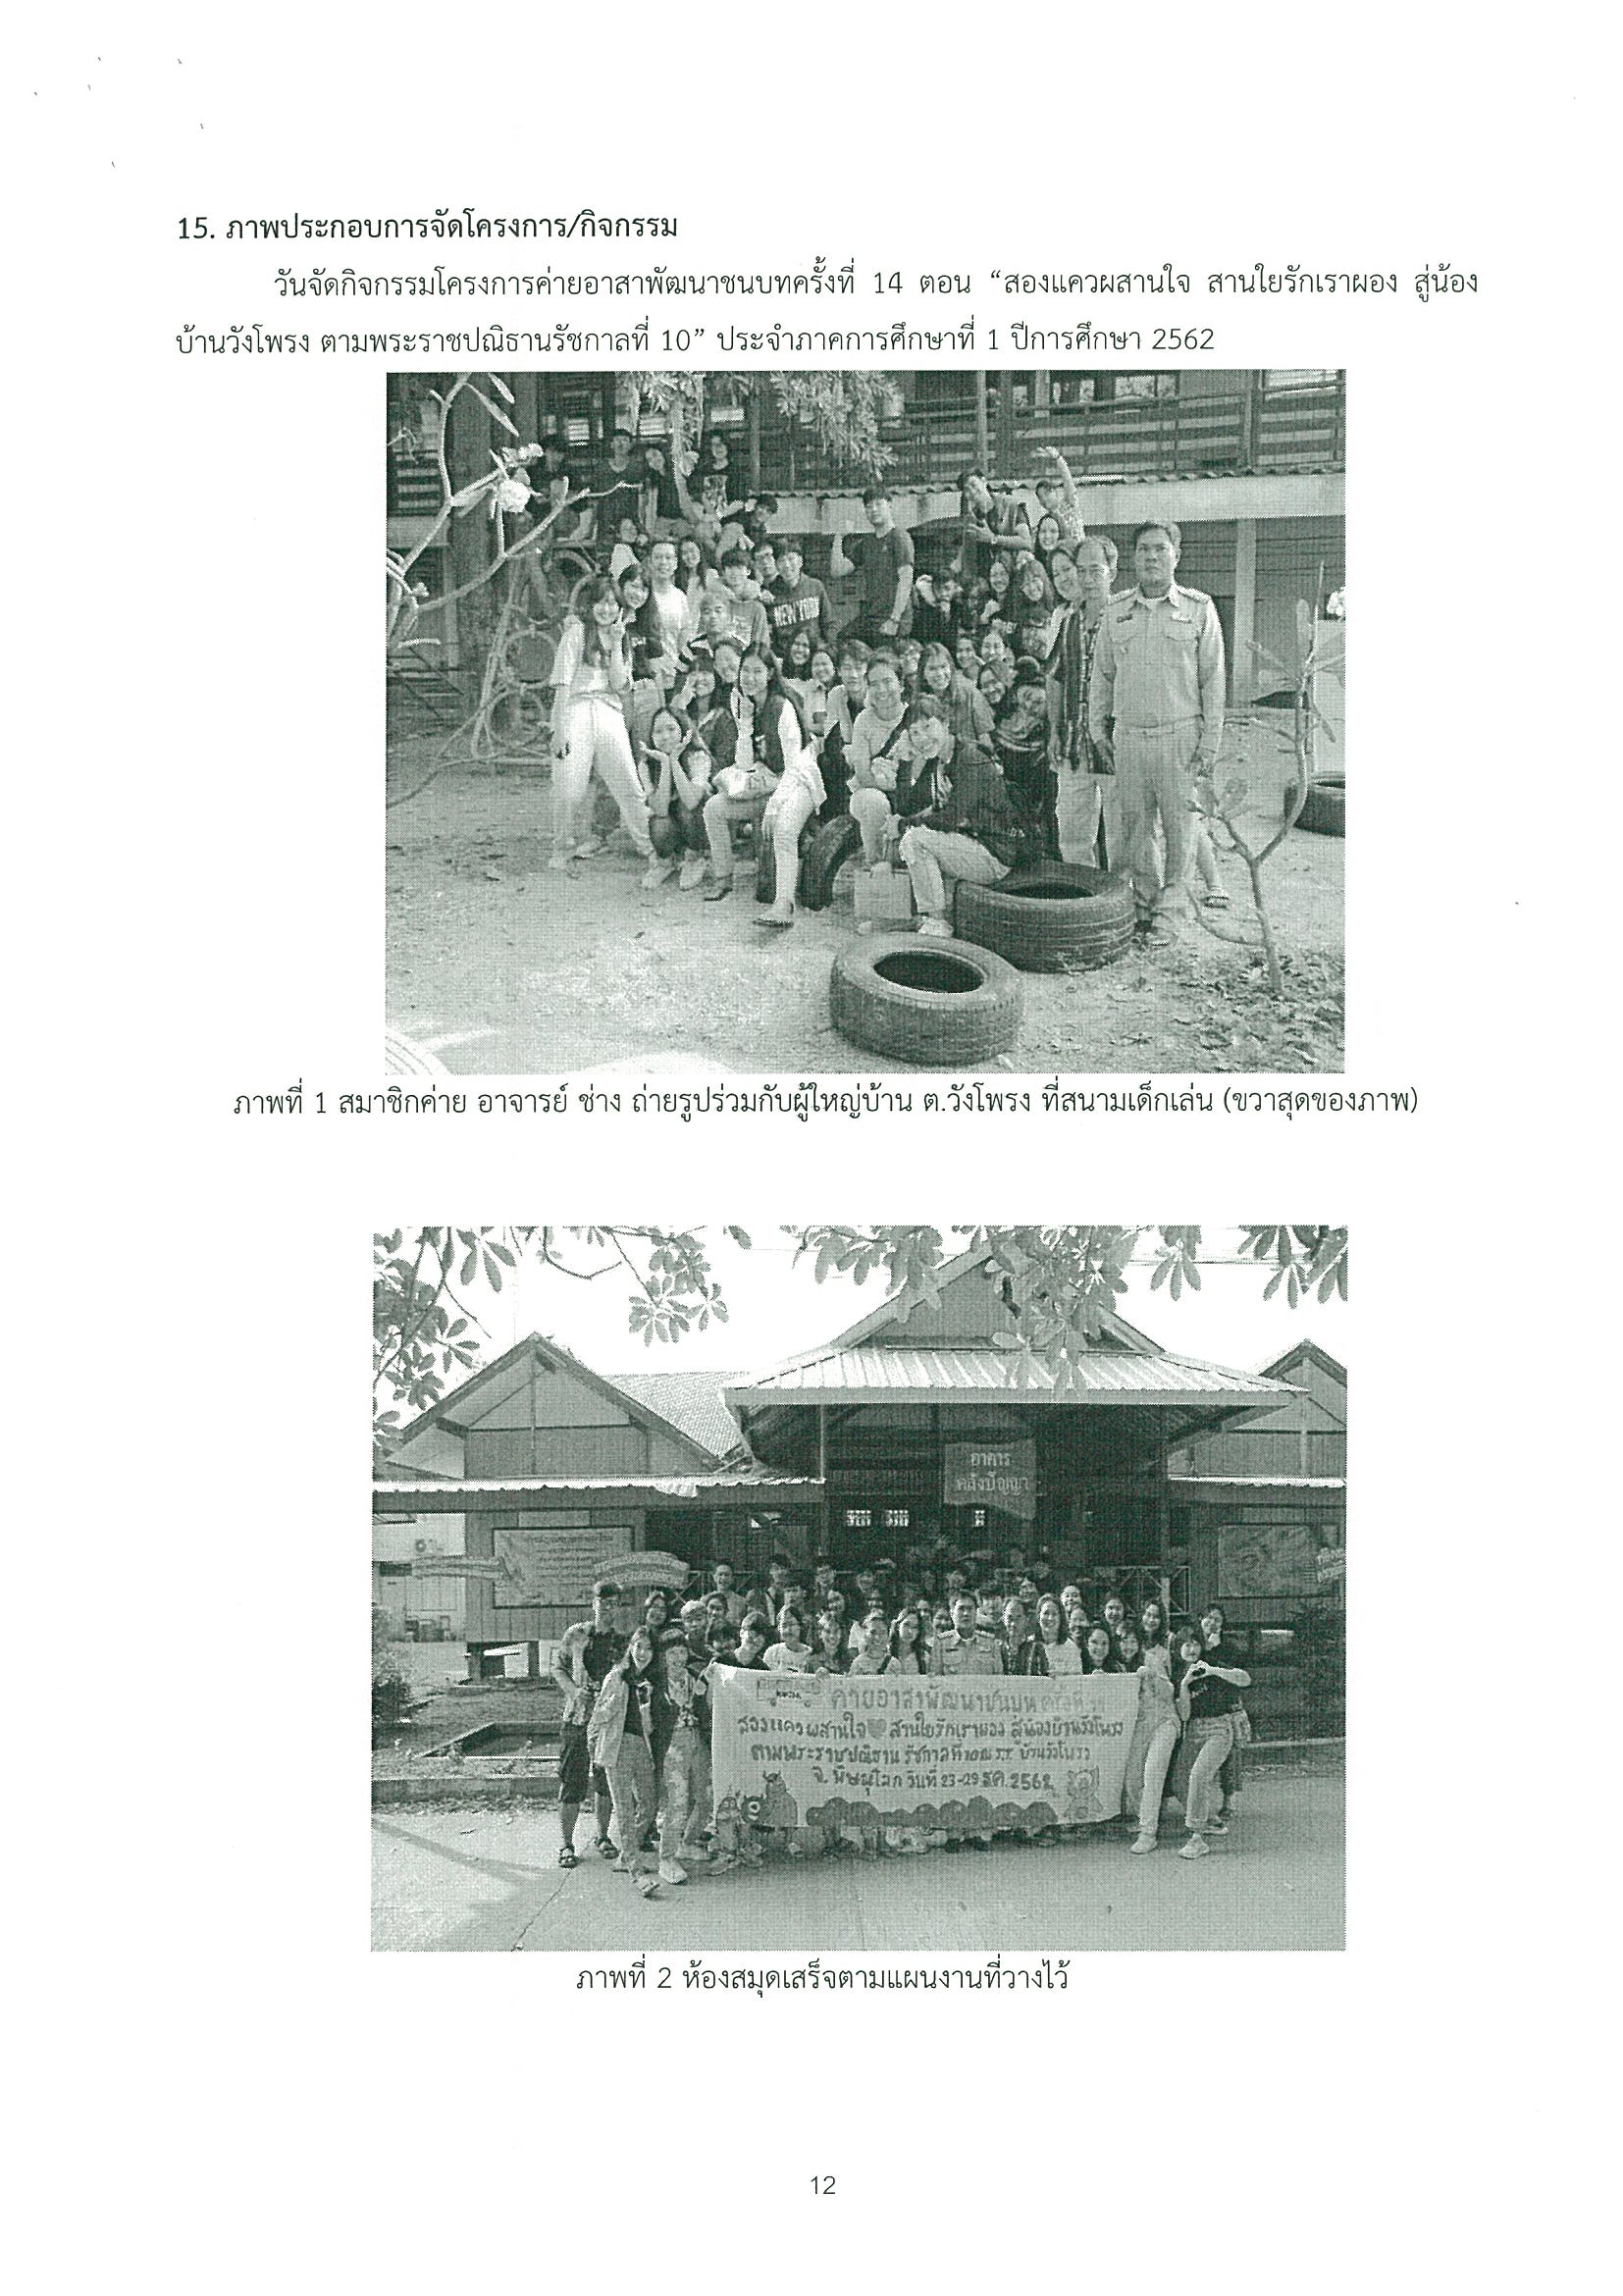 15. ภาพประกอบการจัดโครงการ/กิจกรรม
วันจัดกิจกรรมโครงการค่ายอาสาพัฒนาชนบทครั้งที่ 14 ตอน “สองแควผสานใจ สานใยรักเราผอง สู่น้อง
บ้านวังโพรง ตามพระราชปณิธานรัชกาลที่ 10” ประจำภาคการศึกษาที่ 1 ปีการศึกษา 2562
NEW YORK
ภาพที่ 1 สมาชิกค่าย อาจารย์ ช่าง ถ่ายรูปร่วมกับผู้ใหญ่บ้าน ต.วังโพรง ที่สนามเด็กเล่น (ขวาสุดของภาพ)
อาคาร
คลังปัญญา
ค่ายอาสาพัฒนาชนบท ครั้งที่
สองแควผสานใจ สานใยรักเราผอง สู่น้องบ้านวังโพรง
ตามพระราชปณิธาน รัชกาลที่ ๑๐ ณ รร. บ้านวังโพรง
จ. พิษณุโลก วันที่ 23-29 ธ.ค. 2562
ภาพที่ 2 ห้องสมุดเสร็จตามแผนงานที่วางไว้
12